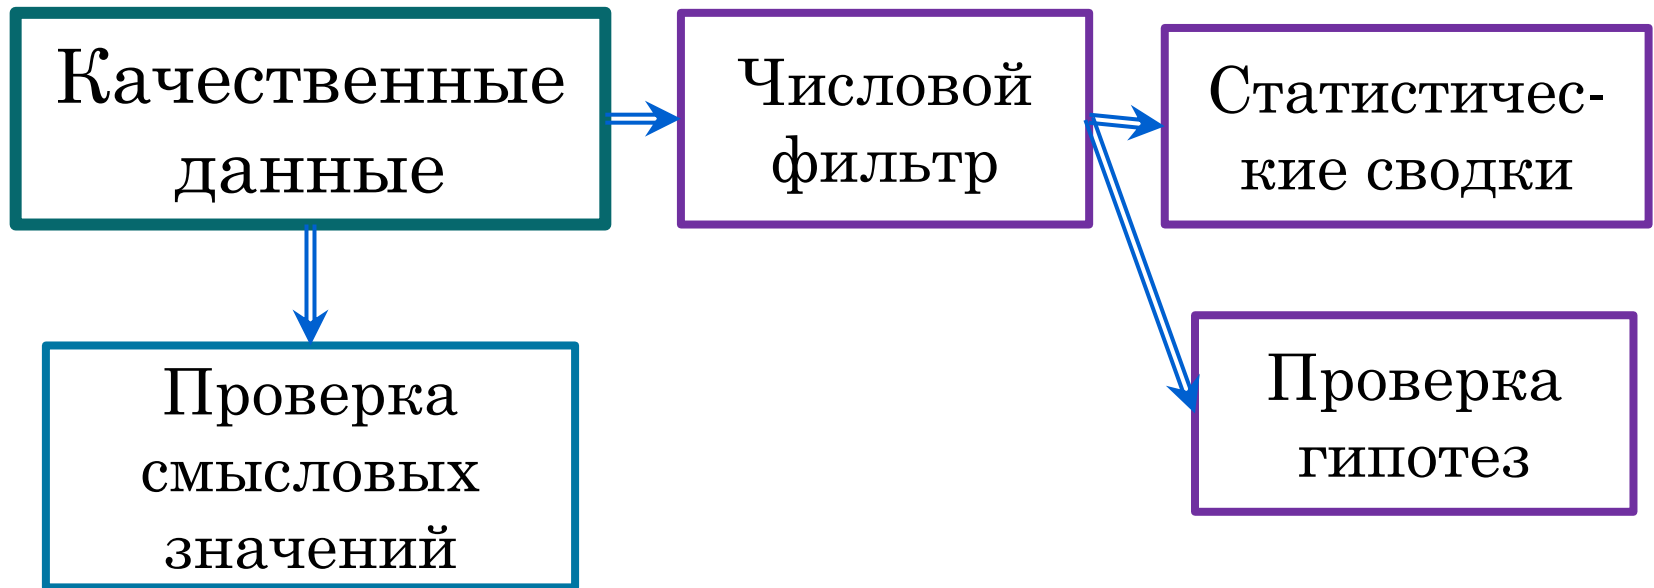 Качественные
данные
Числовой
фильтр
Статистичес-
кие сводки
Проверка
смысловых
значений
Проверка
гипотез